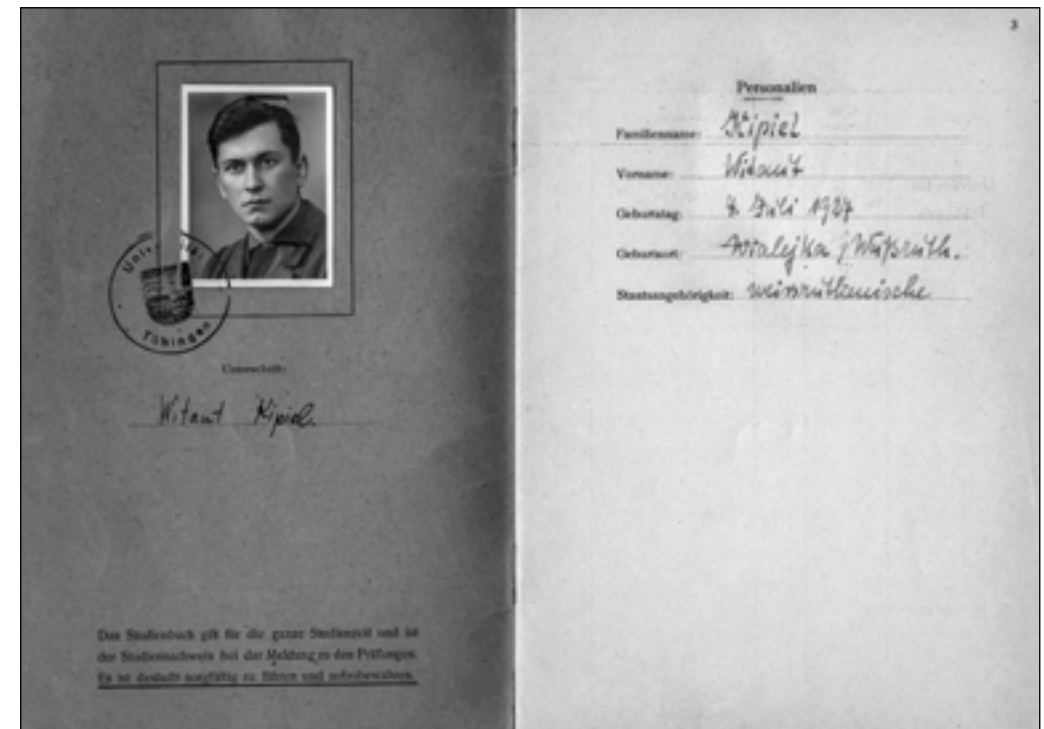 Universität
Tübingen
Unterschrift:
Witaut Kipiel.
Das Studienbuch gilt für die ganze Studienzeit und ist
der Studiennachweis bei der Meldung zu den Prüfungen.
Es ist deshalb sorgfältig zu führen und aufzubewahren.
3
Personalien
Familienname: Kipiel
Vorname: Witaut
Geburtstag: Juli 1927
Geburtsort: Wialejka
Staatsangehörigkeit: weissruthenische